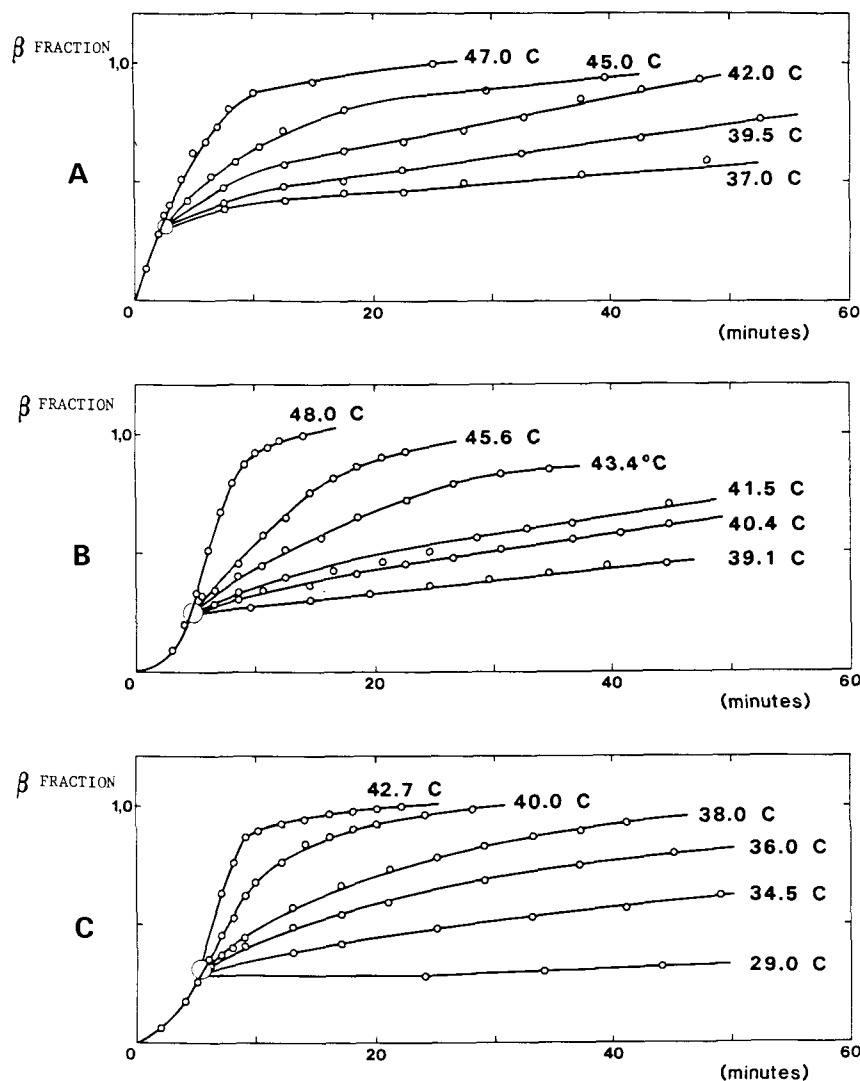 β FRACTION
1,0
47.0 C
45.0 C
42.0 C
39.5 C
37.0 C
A
0
20
40
60
(minutes)
β FRACTION
1,0
48.0 C
45.6 C
43.4°C
41.5 C
40.4 C
39.1 C
B
0
20
40
60
(minutes)
β FRACTION
1,0
42.7 C
40.0 C
38.0 C
36.0 C
34.5 C
29.0 C
C
0
20
40
60
(minutes)